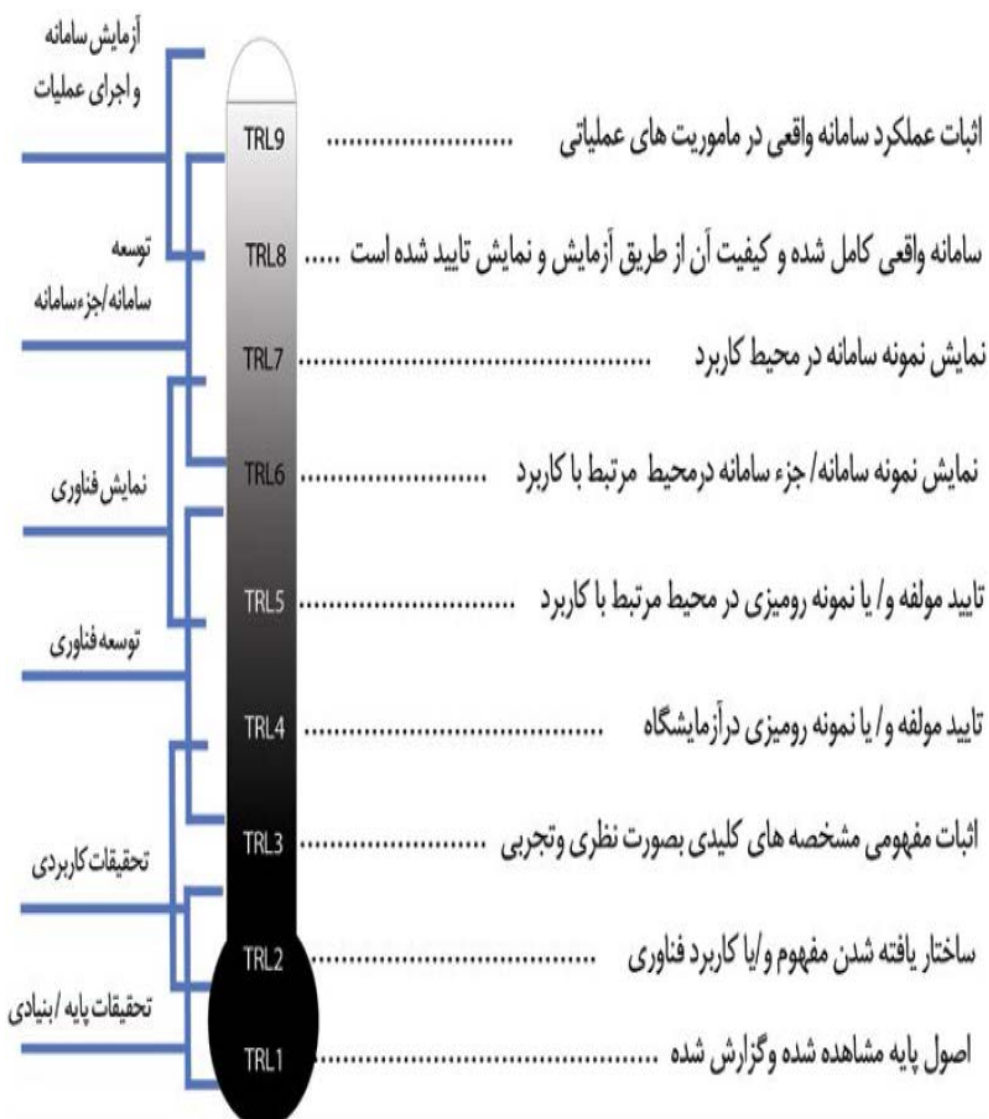 آزمایش سامانه
و اجرای عملیات
توسعه
سامانه/جزءسامانه
نمایش فناوری
توسعه فناوری
تحقیقات کاربردی
تحقیقات پایه /بنیادی
TRL9 ........................ اثبات عملکرد سامانه واقعی در ماموریت های عملیاتی
TRL8 ..... سامانه واقعی کامل شده و کیفیت آن از طریق آزمایش و نمایش تایید شده است
TRL7 ............................................. نمایش نمونه سامانه در محیط کاربرد
TRL6 ........................ نمایش نمونه سامانه/ جزء سامانه درمحیط مرتبط با کاربرد
TRL5 ............................ تایید مولفه و/ یا نمونه رومیزی در محیط مرتبط با کاربرد
TRL4 ...................................... تایید مولفه و/ یا نمونه رومیزی درآزمایشگاه
TRL3 ........................ اثبات مفهومی مشخصه های کلیدی بصورت نظری وتجربی
TRL2 .................................... ساختار یافته شدن مفهوم و/یا کاربرد فناوری
TRL1 ............................................ اصول پایه مشاهده شده وگزارش شده